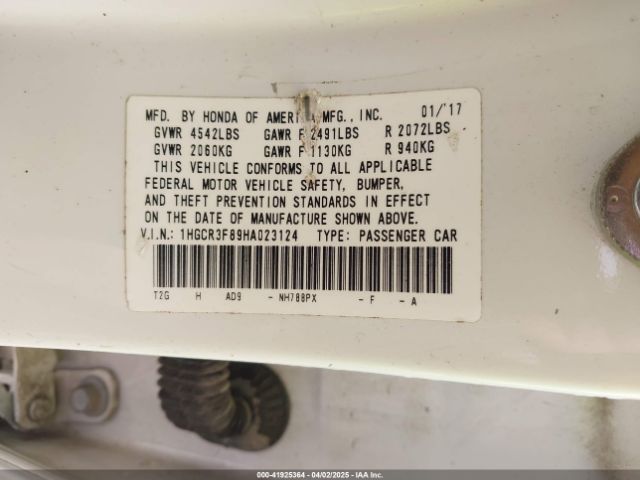 MFD. BY HONDA OF AMERICA MFG., INC. 01/'17
GVWR 4542LBS GAWR F 2491LBS R 2072LBS
GVWR 2060KG GAWR F 1130KG R 940KG
THIS VEHICLE CONFORMS TO ALL APPLICABLE
FEDERAL MOTOR VEHICLE SAFETY, BUMPER,
AND THEFT PREVENTION STANDARDS IN EFFECT
ON THE DATE OF MANUFACTURE SHOWN ABOVE.
V.I.N.: 1HGCR3F89HA023124 TYPE: PASSENGER CAR
T2G H AD9 - NH788PX - F - A
000-41925364 - 04/02/2025 - IAA Inc.